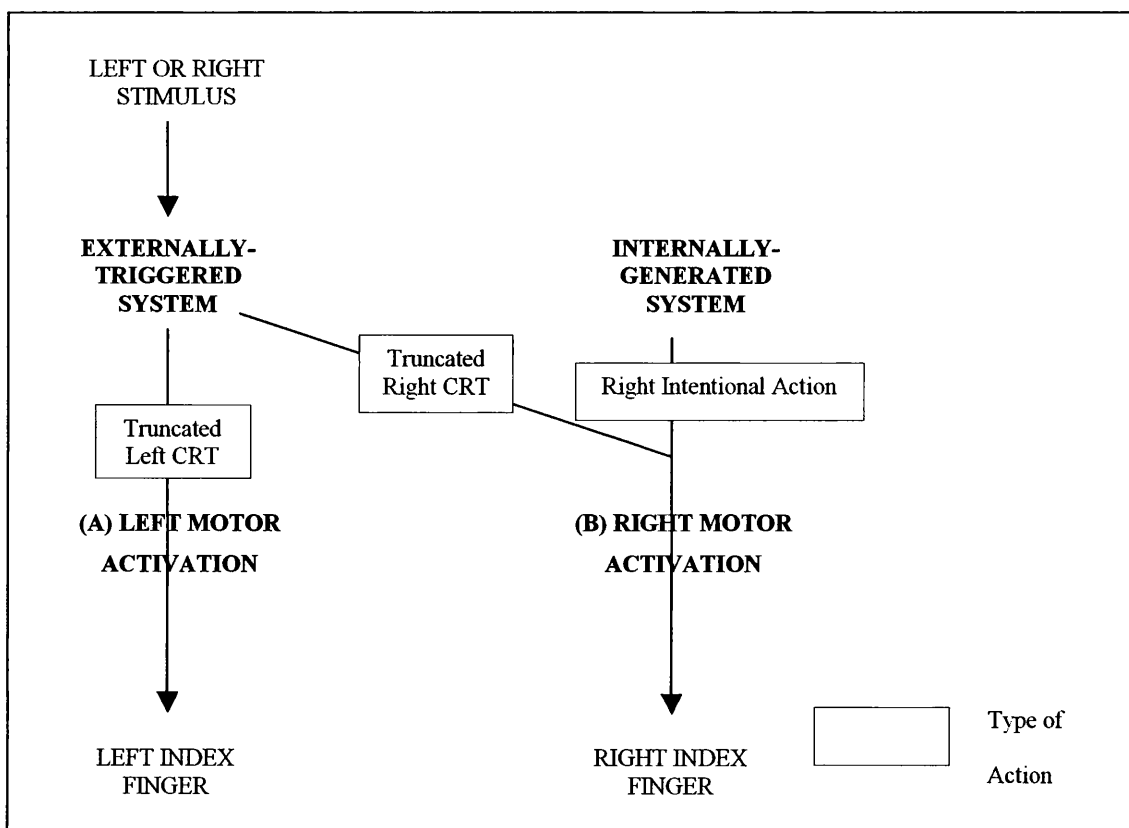 LEFT OR RIGHT
STIMULUS
EXTERNALLY-
TRIGGERED
SYSTEM
INTERNALLY-
GENERATED
SYSTEM
Truncated
Right CRT
Right Intentional Action
Truncated
Left CRT
(A) LEFT MOTOR
ACTIVATION
(B) RIGHT MOTOR
ACTIVATION
LEFT INDEX
FINGER
RIGHT INDEX
FINGER
Type of
Action